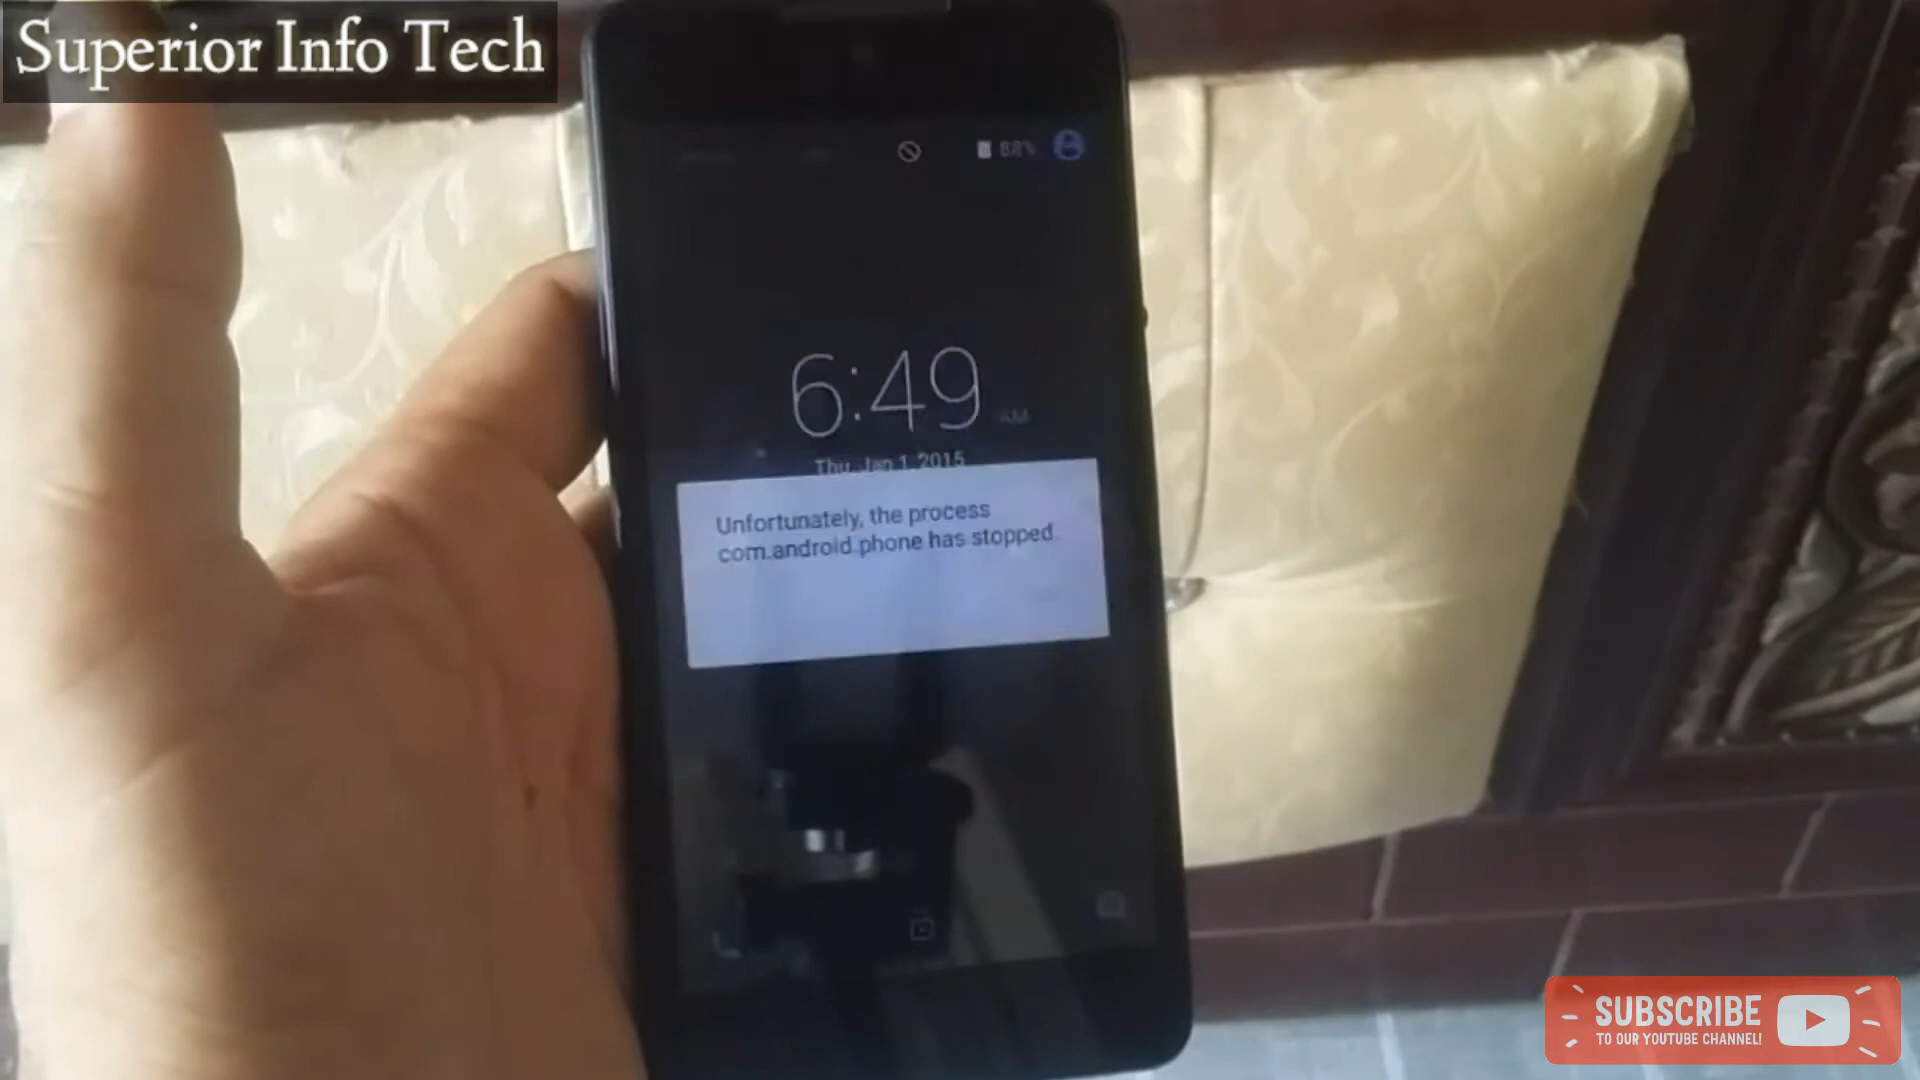 Superior Info Tech
88%
6:49 AM
Thu, Jan 1, 2015
Unfortunately, the process
com.android.phone has stopped.
SUBSCRIBE
TO OUR YOUTUBE CHANNEL!